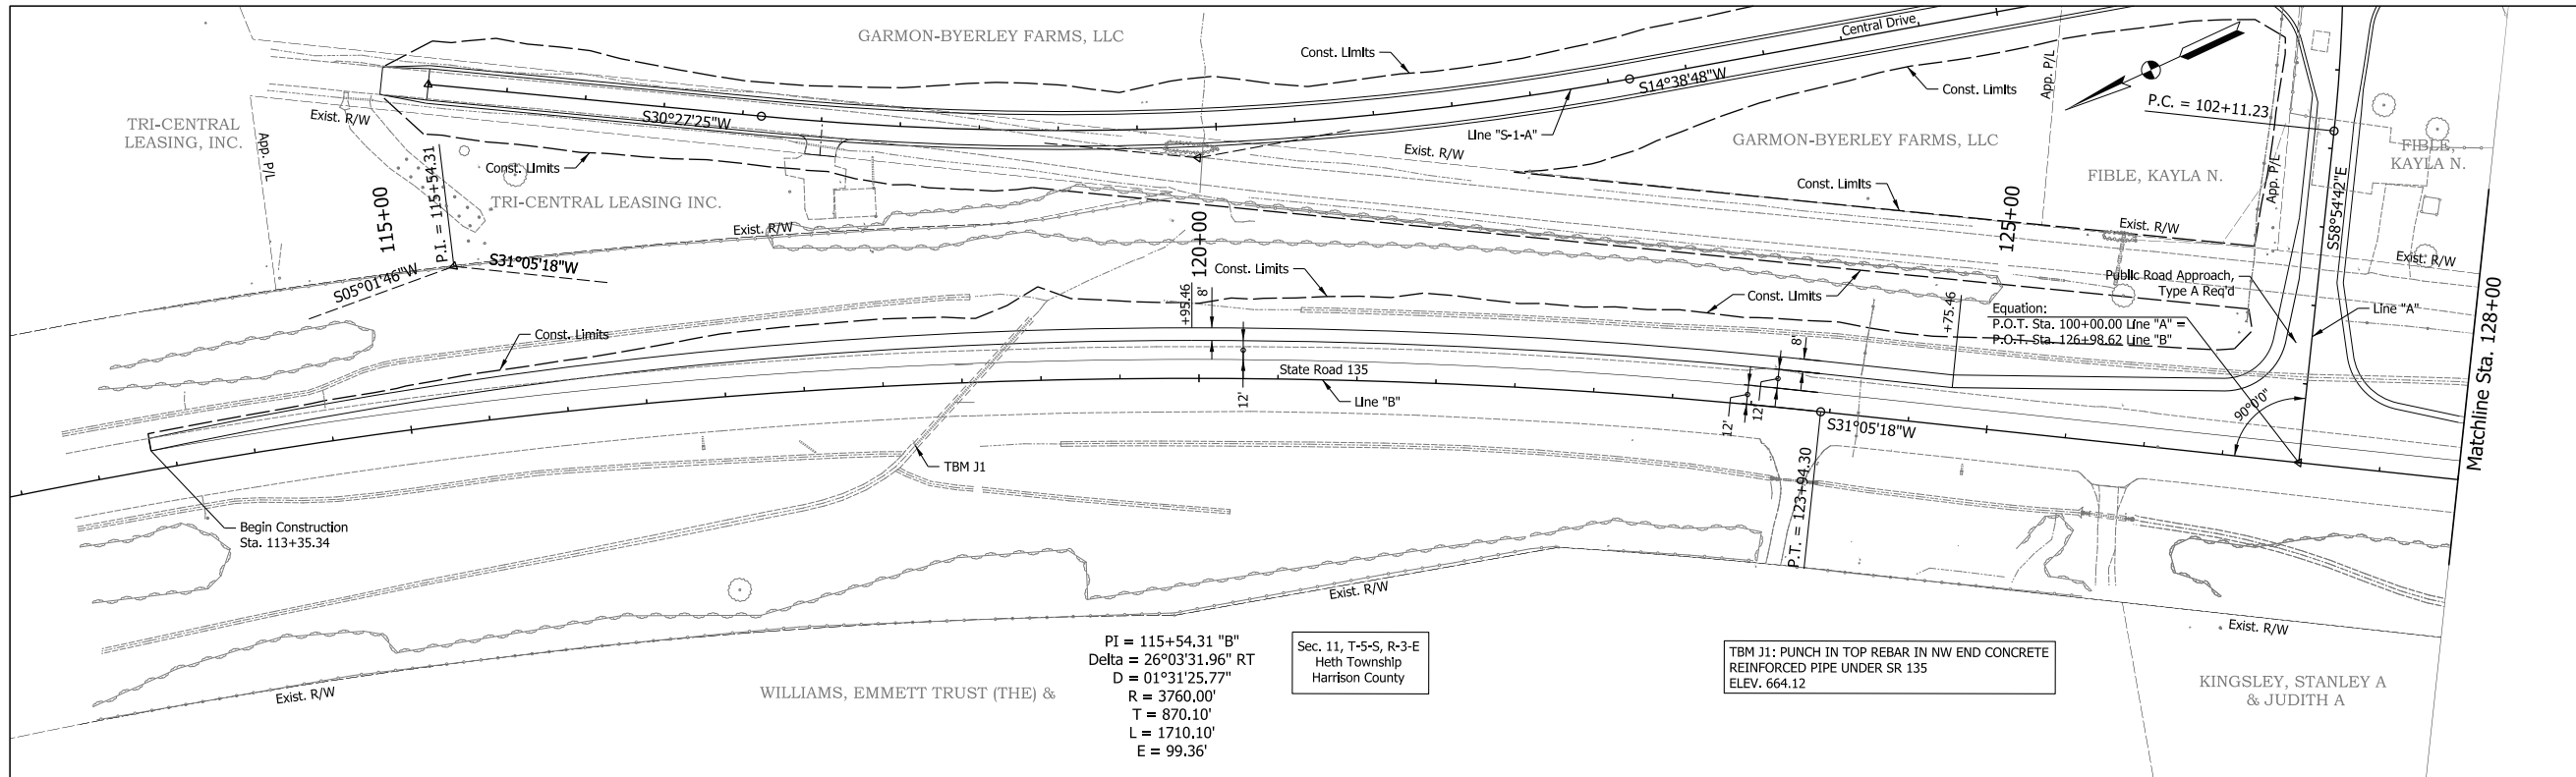 GARMON-BYERLEY FARMS, LLC
Const. Limits
Central Drive
S14°38'48"W
Const. Limits
App. P/L
P.C. = 102+11.23
TRI-CENTRAL
LEASING, INC.
App. P/L
Exist. R/W
S30°27'25"W
Line "S-1-A"
GARMON-BYERLEY FARMS, LLC
Exist. R/W
FIBLE,
KAYLA N.
Const. Limits
115+00
P.I. = 115+54.31
TRI-CENTRAL LEASING INC.
Const. Limits
FIBLE, KAYLA N.
App. P/L
S58°54'42"E
Exist. R/W
120+00
125+00
Exist. R/W
Exist. R/W
S05°01'46"W
S31°05'18"W
Const. Limits
Const. Limits
+95.46
8'
+75.46
Public Road Approach,
Type A Req'd
Equation:
P.O.T. Sta. 100+00.00 Line "A" =
P.O.T. Sta. 126+98.62 Line "B"
Line "A"
Matchline Sta. 128+00
Const. Limits
8'
State Road 135
Line "B"
12'
12'
12'
90°0'0"
S31°05'18"W
P.T. = 123+94.30
TBM J1
Begin Construction
Sta. 113+35.34
Exist. R/W
Exist. R/W
Exist. R/W
WILLIAMS, EMMETT TRUST (THE) &
PI = 115+54.31 "B"
Delta = 26°03'31.96" RT
D = 01°31'25.77"
R = 3760.00'
T = 870.10'
L = 1710.10'
E = 99.36'
Sec. 11, T-5-S, R-3-E
Heth Township
Harrison County
TBM J1: PUNCH IN TOP REBAR IN NW END CONCRETE
REINFORCED PIPE UNDER SR 135
ELEV. 664.12
KINGSLEY, STANLEY A
& JUDITH A